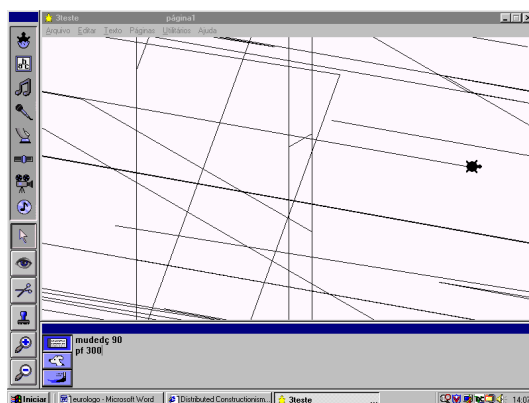 3teste página1
Arquivo Editar Texto Páginas Utilitários Ajuda
mudedç 90
pf 300
Iniciar eurologo - Microsoft Word Distributed Constructionism... 3teste ... 14:0